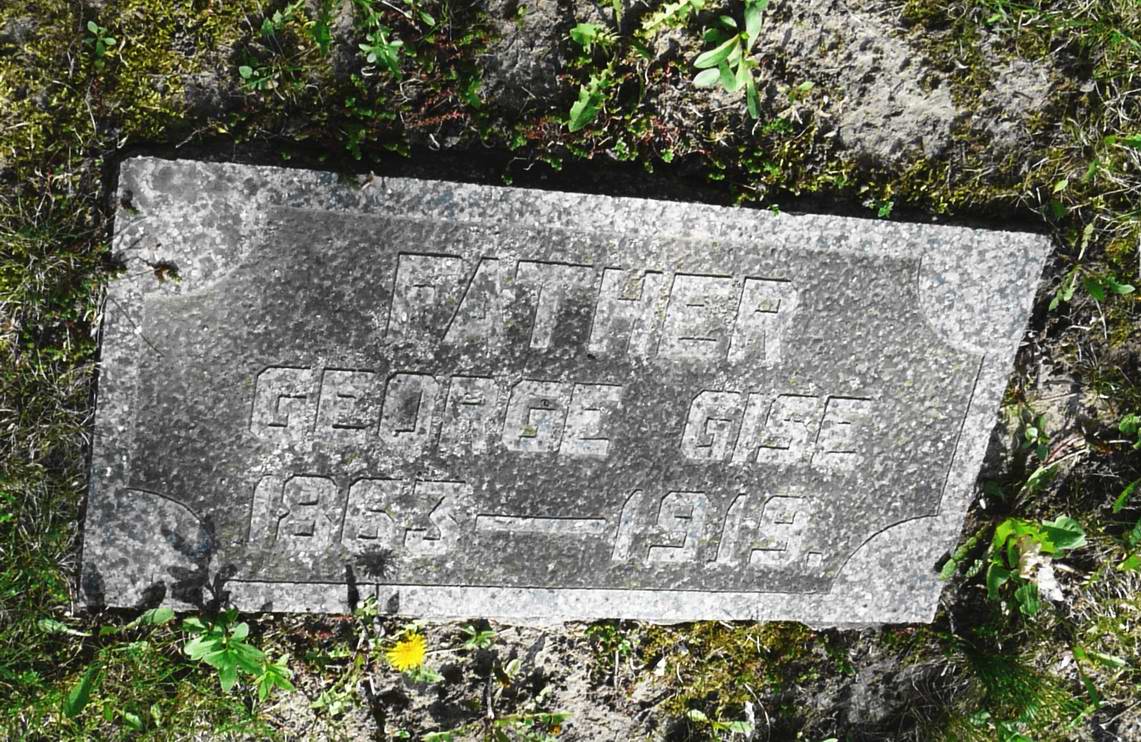 FATHER
GEORGE GISE
1863 — 1919.